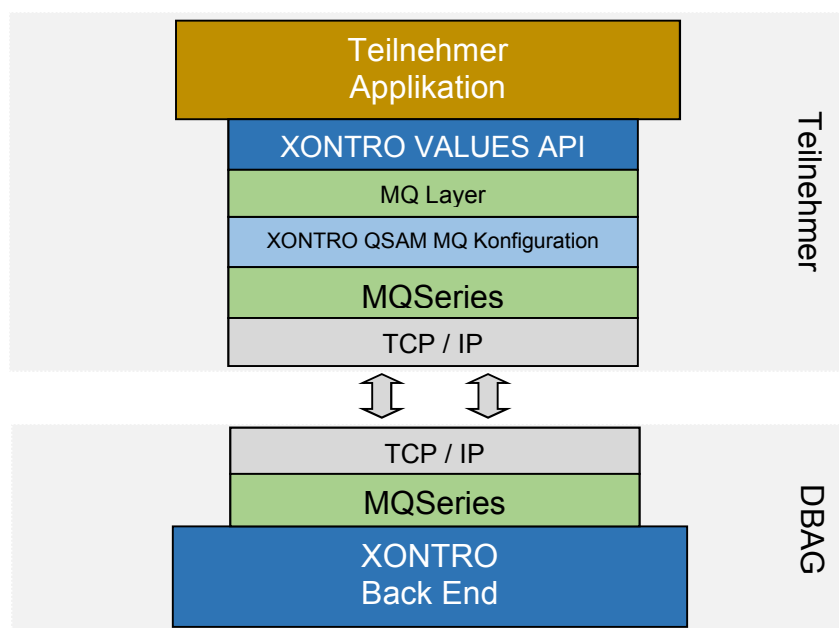 Teilnehmer
Applikation
XONTRO VALUES API
MQ Layer
XONTRO QSAM MQ Konfiguration
MQSeries
TCP / IP
Teilnehmer
TCP / IP
MQSeries
XONTRO
Back End
DBAG